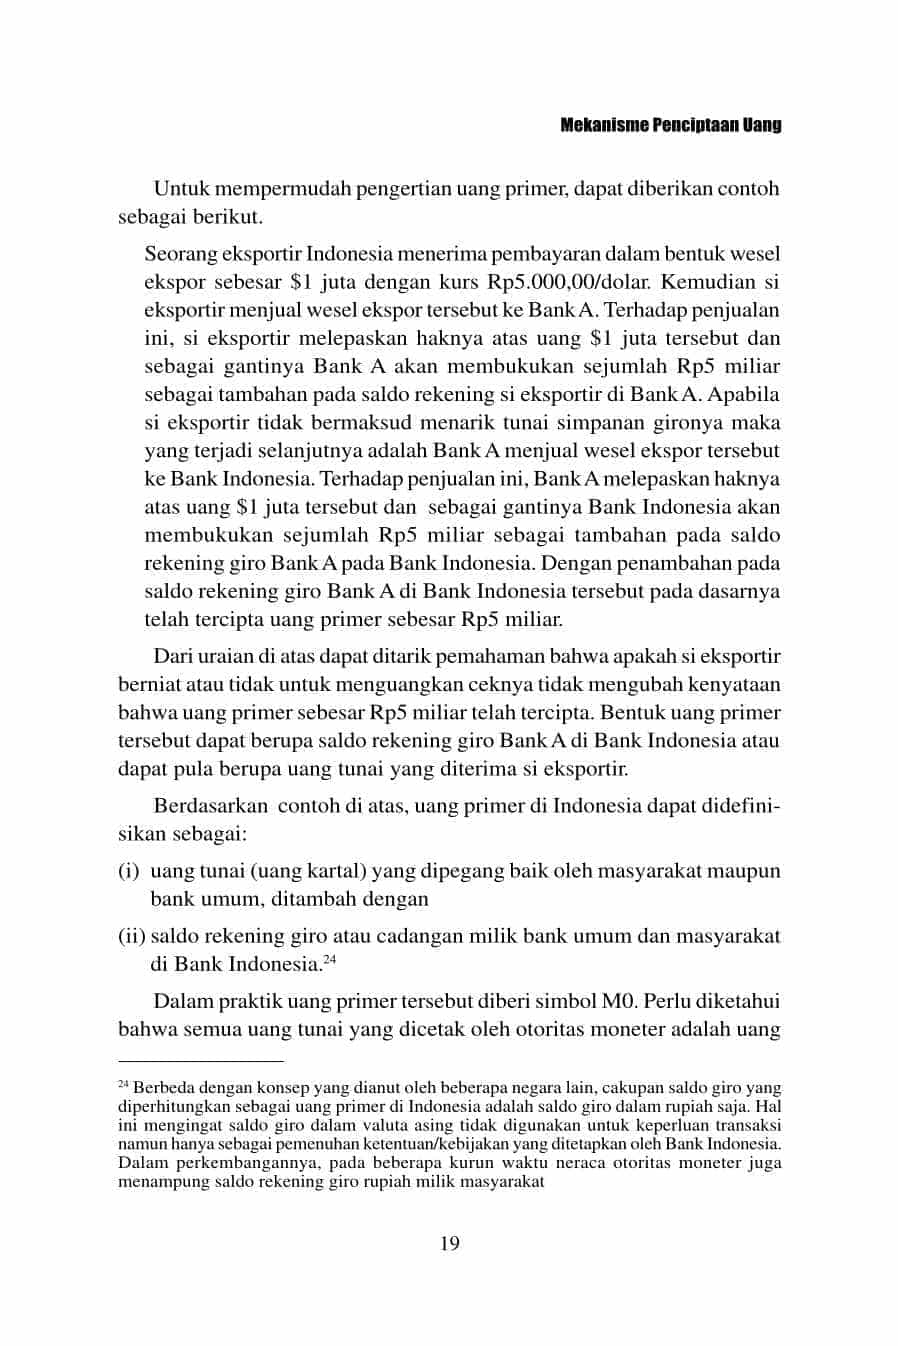 Mekanisme Penciptaan Uang
Untuk mempermudah pengertian uang primer, dapat diberikan contoh
sebagai berikut.
Seorang eksportir Indonesia menerima pembayaran dalam bentuk wesel
ekspor sebesar $1 juta dengan kurs Rp5.000,00/dolar. Kemudian si
eksportir menjual wesel ekspor tersebut ke Bank A. Terhadap penjualan
ini, si eksportir melepaskan haknya atas uang $1 juta tersebut dan
sebagai gantinya Bank A akan membukukan sejumlah Rp5 miliar
sebagai tambahan pada saldo rekening si eksportir di Bank A. Apabila
si eksportir tidak bermaksud menarik tunai simpanan gironya maka
yang terjadi selanjutnya adalah Bank A menjual wesel ekspor tersebut
ke Bank Indonesia. Terhadap penjualan ini, Bank A melepaskan haknya
atas uang $1 juta tersebut dan sebagai gantinya Bank Indonesia akan
membukukan sejumlah Rp5 miliar sebagai tambahan pada saldo
rekening giro Bank A pada Bank Indonesia. Dengan penambahan pada
saldo rekening giro Bank A di Bank Indonesia tersebut pada dasarnya
telah tercipta uang primer sebesar Rp5 miliar.
Dari uraian di atas dapat ditarik pemahaman bahwa apakah si eksportir
berniat atau tidak untuk menguangkan ceknya tidak mengubah kenyataan
bahwa uang primer sebesar Rp5 miliar telah tercipta. Bentuk uang primer
tersebut dapat berupa saldo rekening giro Bank A di Bank Indonesia atau
dapat pula berupa uang tunai yang diterima si eksportir.
Berdasarkan contoh di atas, uang primer di Indonesia dapat didefini-
sikan sebagai:
(i) uang tunai (uang kartal) yang dipegang baik oleh masyarakat maupun
bank umum, ditambah dengan
(ii) saldo rekening giro atau cadangan milik bank umum dan masyarakat
di Bank Indonesia.24
Dalam praktik uang primer tersebut diberi simbol M0. Perlu diketahui
bahwa semua uang tunai yang dicetak oleh otoritas moneter adalah uang
24 Berbeda dengan konsep yang dianut oleh beberapa negara lain, cakupan saldo giro yang
diperhitungkan sebagai uang primer di Indonesia adalah saldo giro dalam rupiah saja. Hal
ini mengingat saldo giro dalam valuta asing tidak digunakan untuk keperluan transaksi
namun hanya sebagai pemenuhan ketentuan/kebijakan yang ditetapkan oleh Bank Indonesia.
Dalam perkembangannya, pada beberapa kurun waktu neraca otoritas moneter juga
menampung saldo rekening giro rupiah milik masyarakat
19